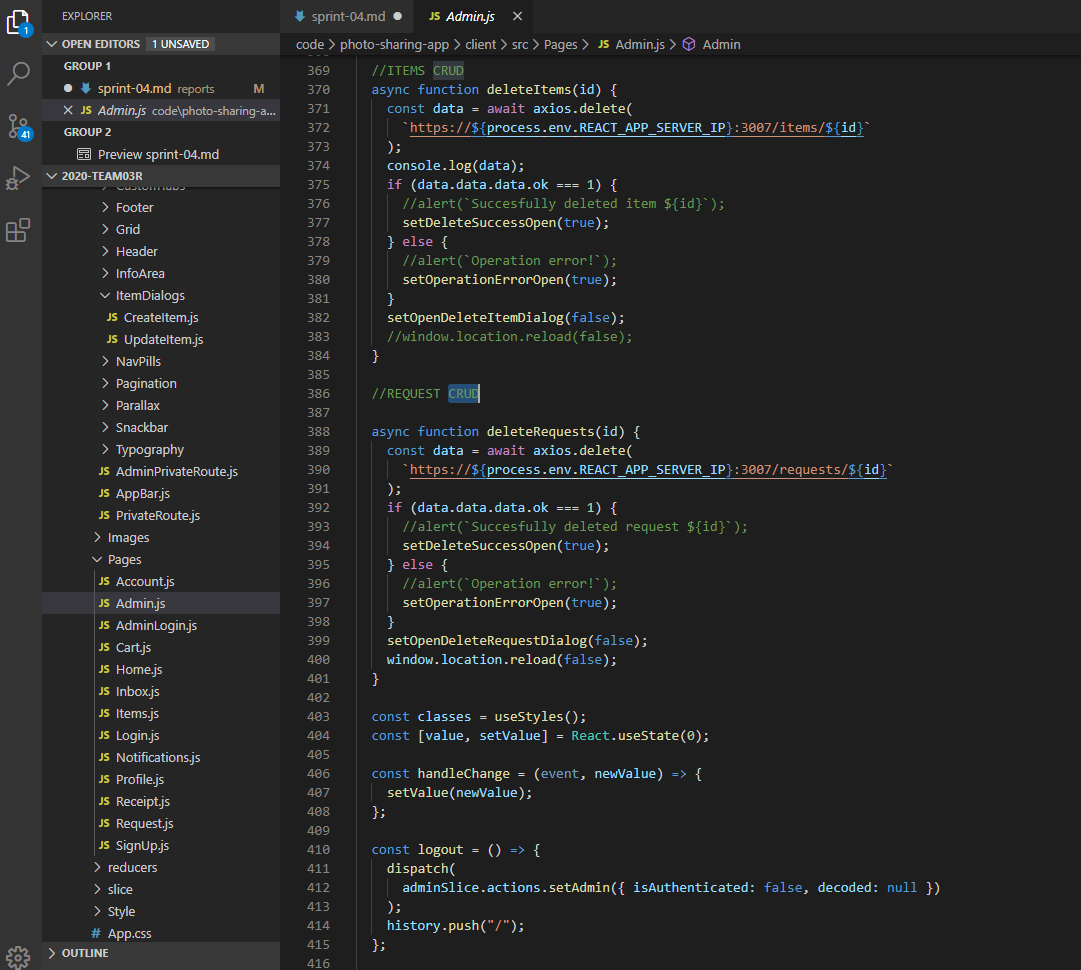 EXPLORER
OPEN EDITORS 1 UNSAVED
GROUP 1
sprint-04.md reports M
JS Admin.js code\photo-sharing-a...
GROUP 2
Preview sprint-04.md
2020-TEAM03R
CustomTabs
Footer
Grid
Header
InfoArea
ItemDialogs
JS CreateItem.js
JS UpdateItem.js
NavPills
Pagination
Parallax
Snackbar
Typography
JS AdminPrivateRoute.js
JS AppBar.js
JS PrivateRoute.js
Images
Pages
JS Account.js
JS Admin.js
JS AdminLogin.js
JS Cart.js
JS Home.js
JS Inbox.js
JS Items.js
JS Login.js
JS Notifications.js
JS Profile.js
JS Receipt.js
JS Request.js
JS SignUp.js
reducers
slice
Style
# App.css
OUTLINE
1
41
sprint-04.md
JS Admin.js
code > photo-sharing-app > client > src > Pages > JS Admin.js > Admin
369 //ITEMS CRUD
370 async function deleteItems(id) {
371 const data = await axios.delete(
372 `https://${process.env.REACT_APP_SERVER_IP}:3007/items/${id}`
373 );
374 console.log(data);
375 if (data.data.data.ok === 1) {
376 //alert(`Succesfully deleted item ${id}`);
377 setDeleteSuccessOpen(true);
378 } else {
379 //alert(`Operation error!`);
380 setOperationErrorOpen(true);
381 }
382 setOpenDeleteItemDialog(false);
383 //window.location.reload(false);
384 }
385
386 //REQUEST CRUD
387
388 async function deleteRequests(id) {
389 const data = await axios.delete(
390 `https://${process.env.REACT_APP_SERVER_IP}:3007/requests/${id}`
391 );
392 if (data.data.data.ok === 1) {
393 //alert(`Succesfully deleted request ${id}`);
394 setDeleteSuccessOpen(true);
395 } else {
396 //alert(`Operation error!`);
397 setOperationErrorOpen(true);
398 }
399 setOpenDeleteRequestDialog(false);
400 window.location.reload(false);
401 }
402
403 const classes = useStyles();
404 const [value, setValue] = React.useState(0);
405
406 const handleChange = (event, newValue) => {
407 setValue(newValue);
408 };
409
410 const logout = () => {
411 dispatch(
412 adminSlice.actions.setAdmin({ isAuthenticated: false, decoded: null })
413 );
414 history.push("/");
415 };
416